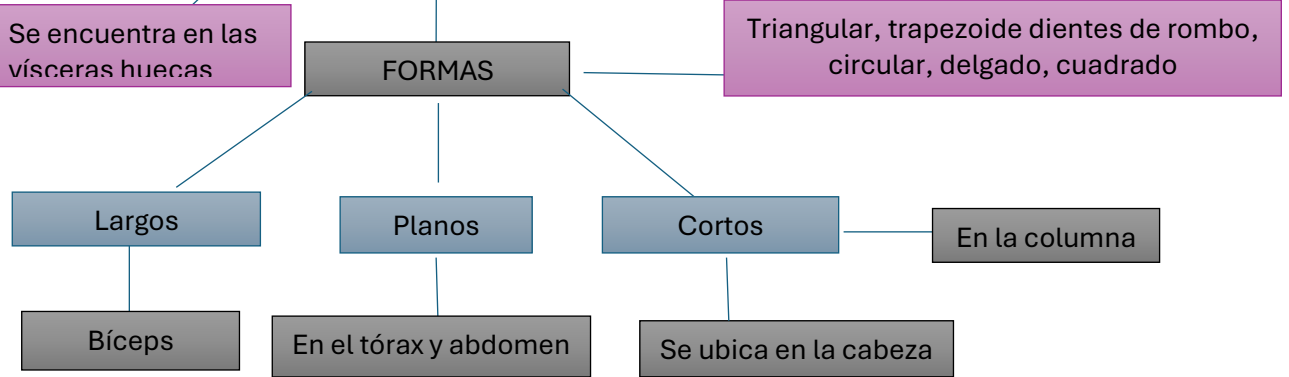 Se encuentra en las
vísceras huecas
FORMAS
Triangular, trapezoide dientes de rombo,
circular, delgado, cuadrado
Largos
Planos
Cortos
En la columna
Bíceps
En el tórax y abdomen
Se ubica en la cabeza